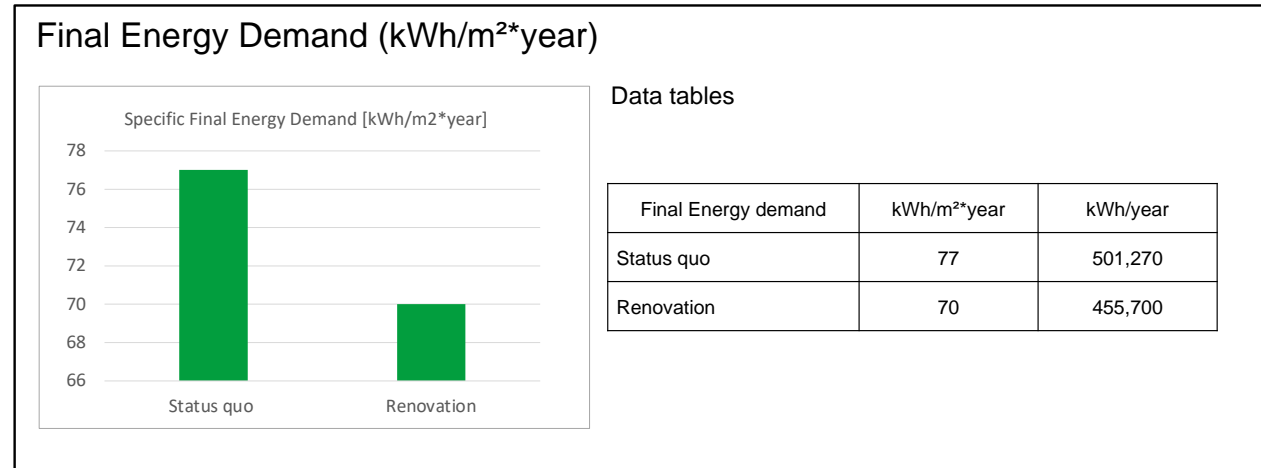 Final Energy Demand (kWh/m²*year)
Specific Final Energy Demand [kWh/m2*year]
78
76
74
72
70
68
66
Status quo Renovation
Data tables
Final Energy demand kWh/m²*year kWh/year
Status quo 77 501,270
Renovation 70 455,700